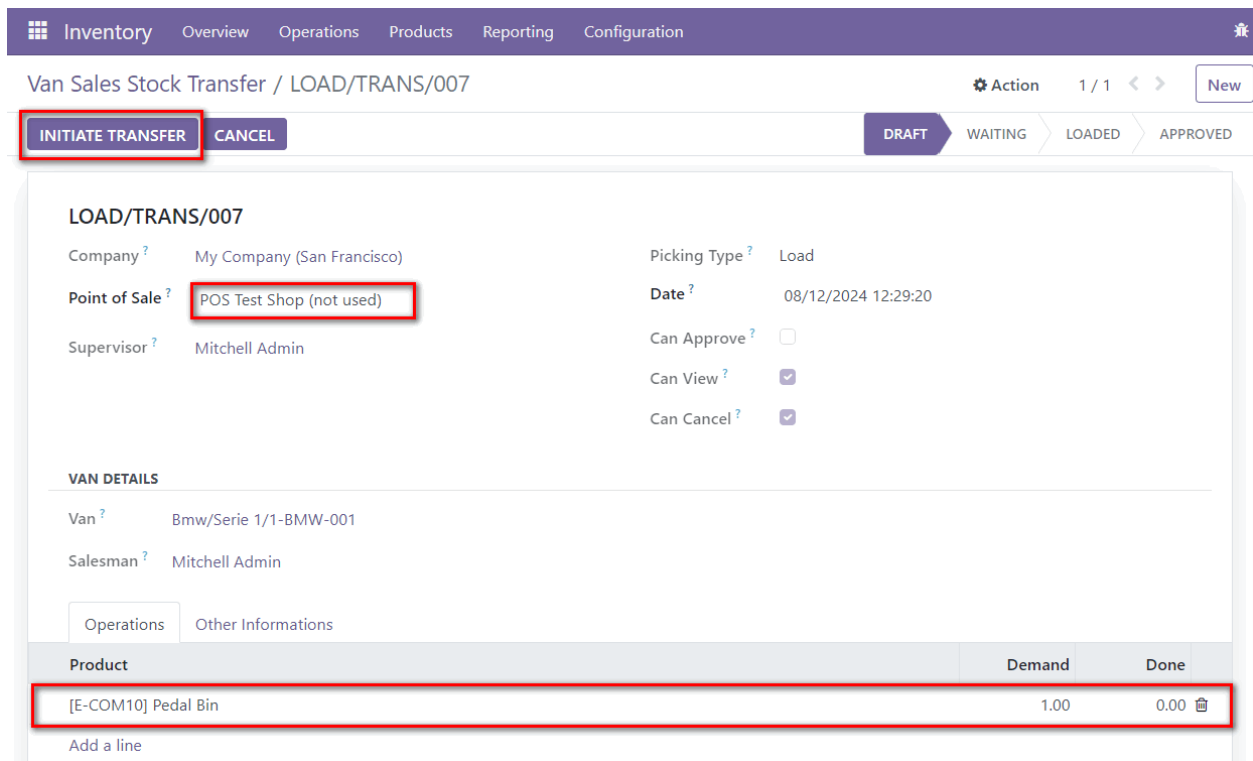 Inventory Overview Operations Products Reporting Configuration
Van Sales Stock Transfer / LOAD/TRANS/007 Action 1 / 1 New
INITIATE TRANSFER CANCEL DRAFT WAITING LOADED APPROVED
LOAD/TRANS/007
Company ? My Company (San Francisco) Picking Type ? Load
Point of Sale ? POS Test Shop (not used) Date ? 08/12/2024 12:29:20
Supervisor ? Mitchell Admin Can Approve ?
Can View ?
Can Cancel ?
VAN DETAILS
Van ? Bmw/Serie 1/1-BMW-001
Salesman ? Mitchell Admin
Operations Other Informations
Product Demand Done
[E-COM10] Pedal Bin 1.00 0.00
Add a line